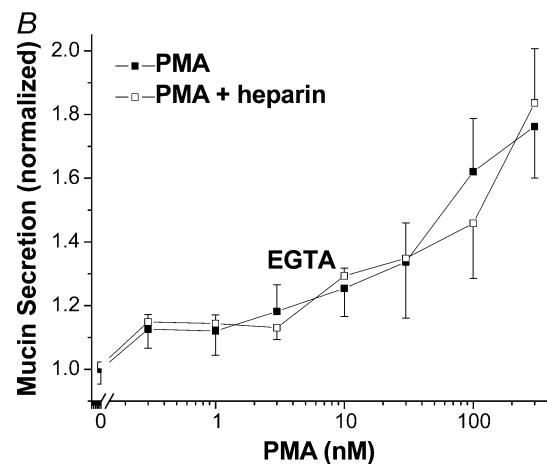 B
Mucin Secretion (normalized)
2.0
1.8
1.6
1.4
1.2
1.0
PMA
PMA + heparin
EGTA
0
1
10
100
PMA (nM)